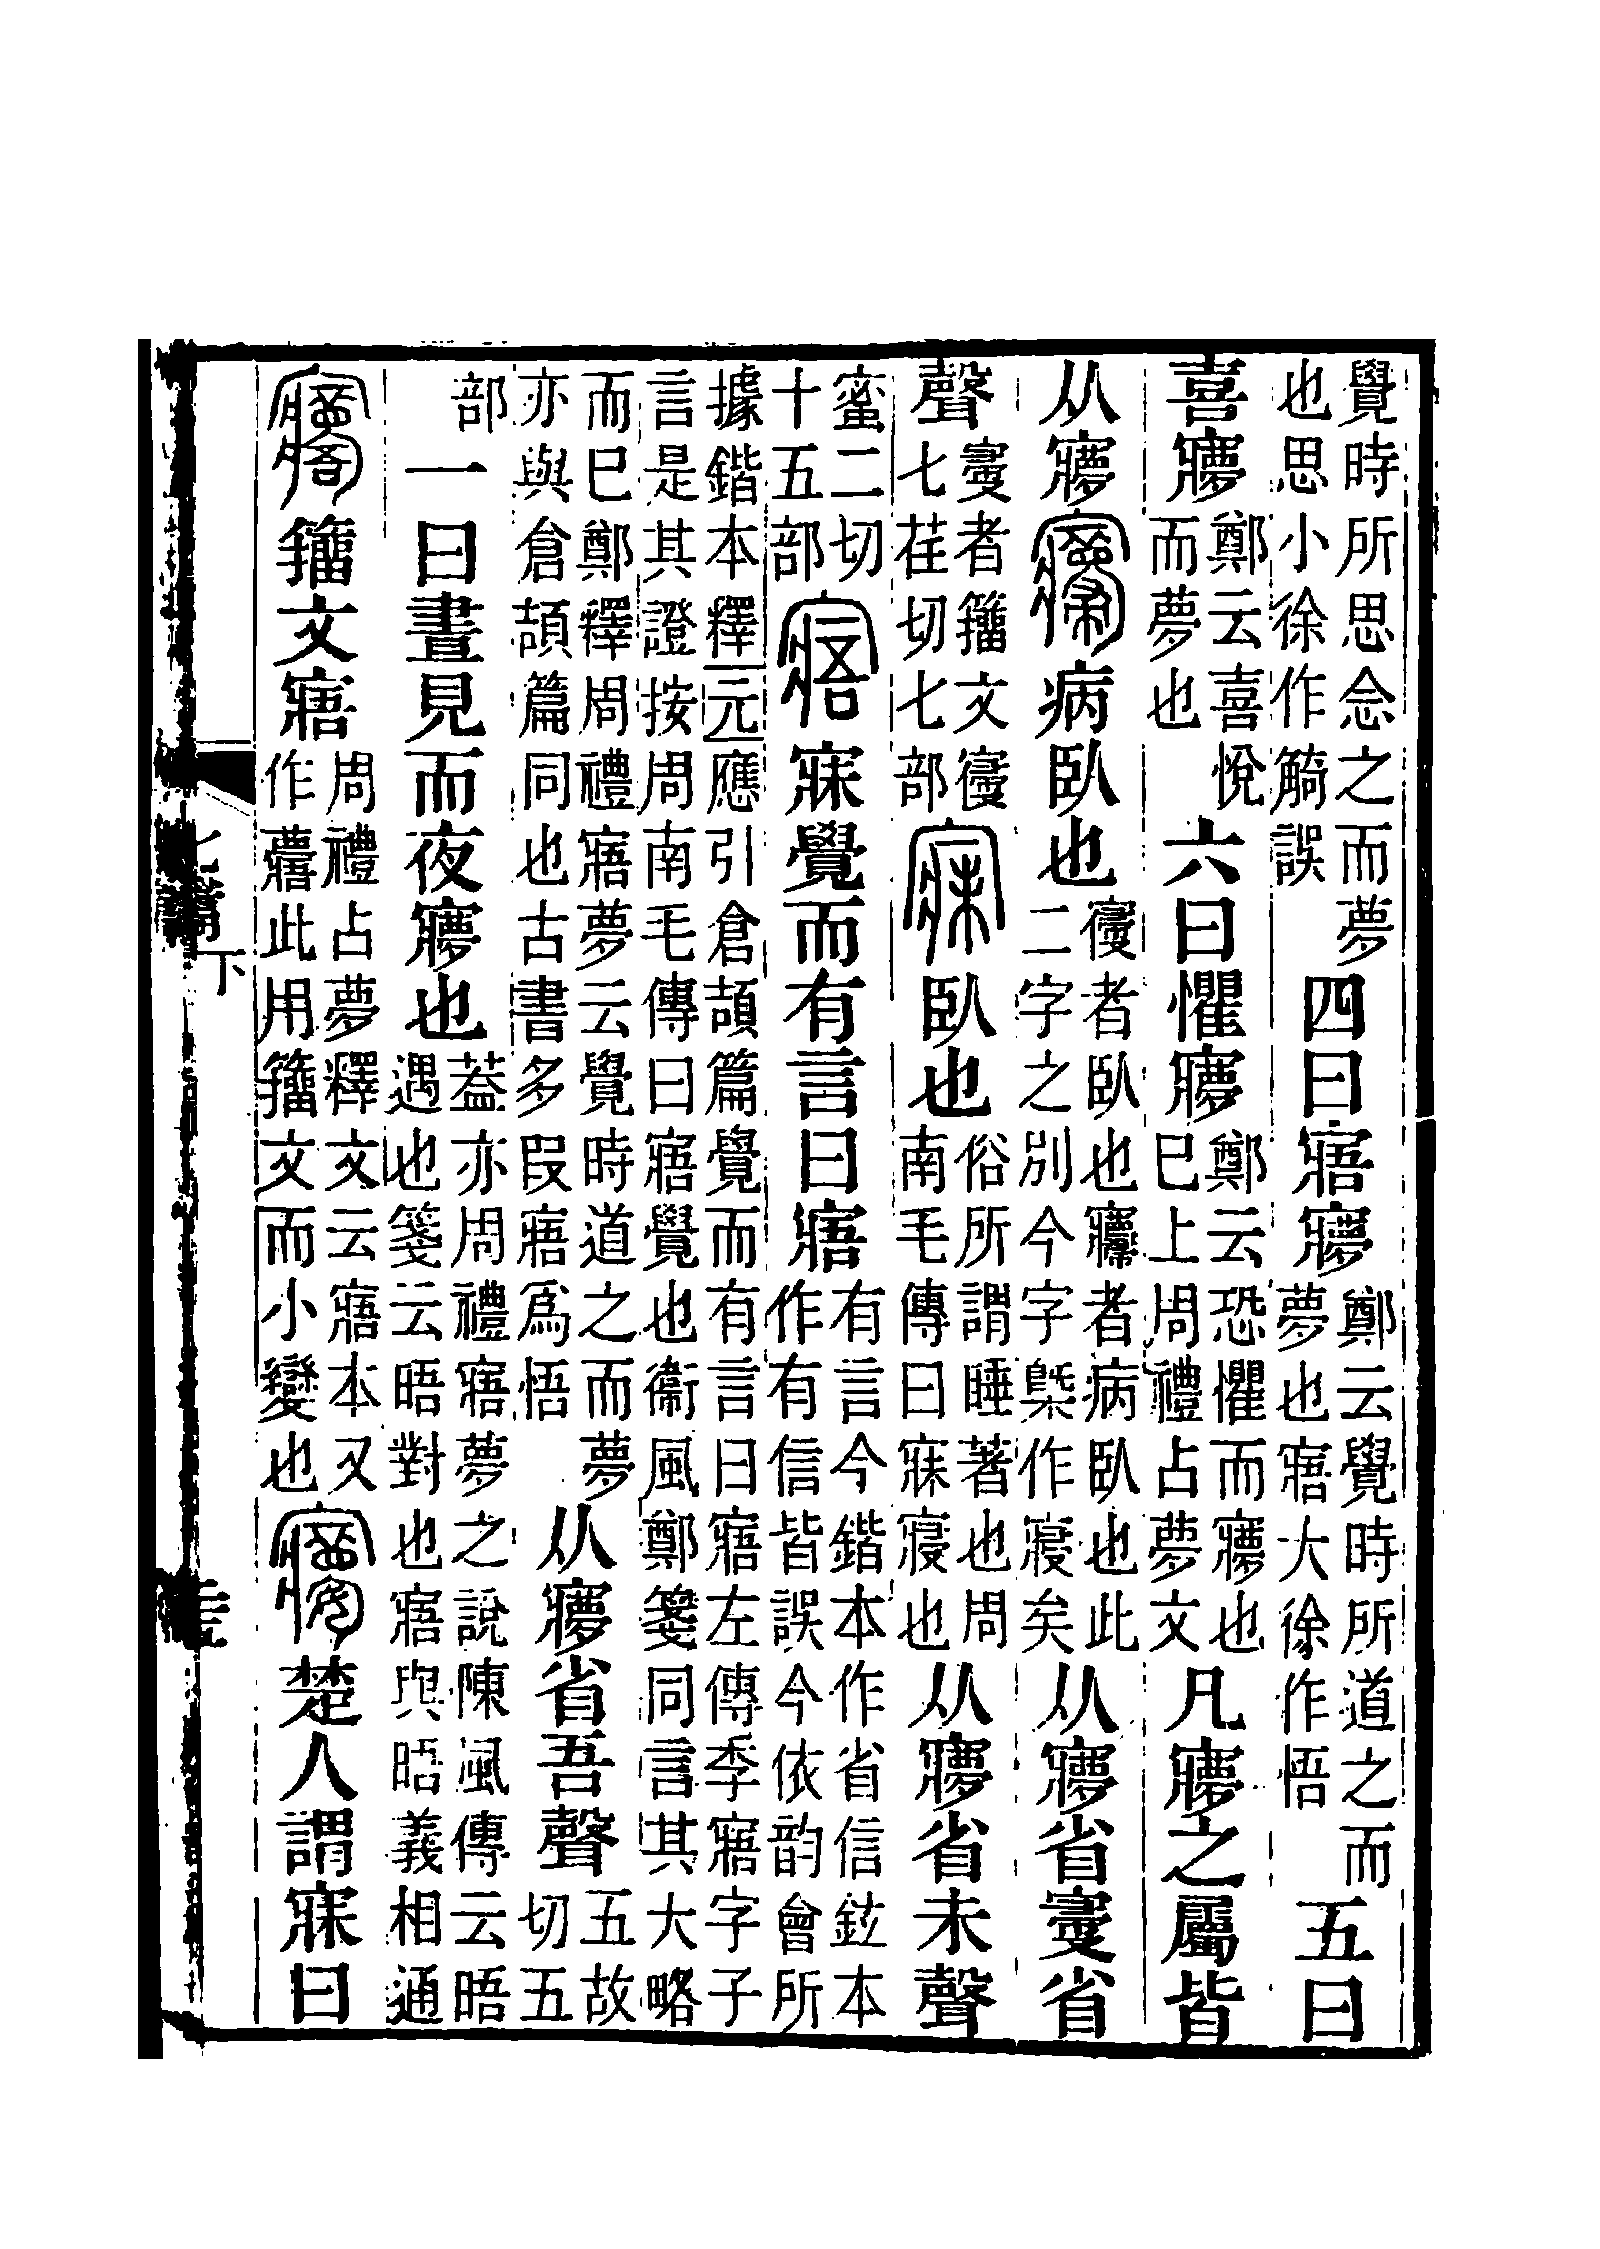 覺時所思念之而夢也思小徐作觭誤四曰寤㝱鄭云覺時所道之而夢也寤大徐作悟五曰
喜㝱鄭云喜悅而夢也六曰懼㝱鄭云恐懼而㝱也巳上周禮占夢文凡㝱之屬皆
从㝱𡪢病臥也寑者臥也𡪢者病臥也此二字之別今字槩作寢矣从㝱省㝲省
聲㝲者籒文寑七荏切七部寐臥也俗所謂睡著也周南毛傳曰寐寢也从㝱省未聲
蜜二切十五部寤寐覺而有言曰寤有言今鍇本作省信鉉本作有信皆誤今依韵會所
據鍇本釋元應引倉頡篇覺而有言曰寤左傳季寤字子言是其證按周南毛傳曰寤覺也衞風鄭箋同言其大略
而巳鄭釋周禮寤夢云覺時道之而夢亦與倉頡篇同也古書多叚寤爲悟从㝱省吾聲五故切五
部一曰晝見而夜㝱也葢亦周禮寤夢之說陳風傳云晤遇也箋云晤對也寤與晤義相通
籒文寤周禮占夢釋文云寤本又作此用籒文而小變也楚人謂寐曰
七篇下